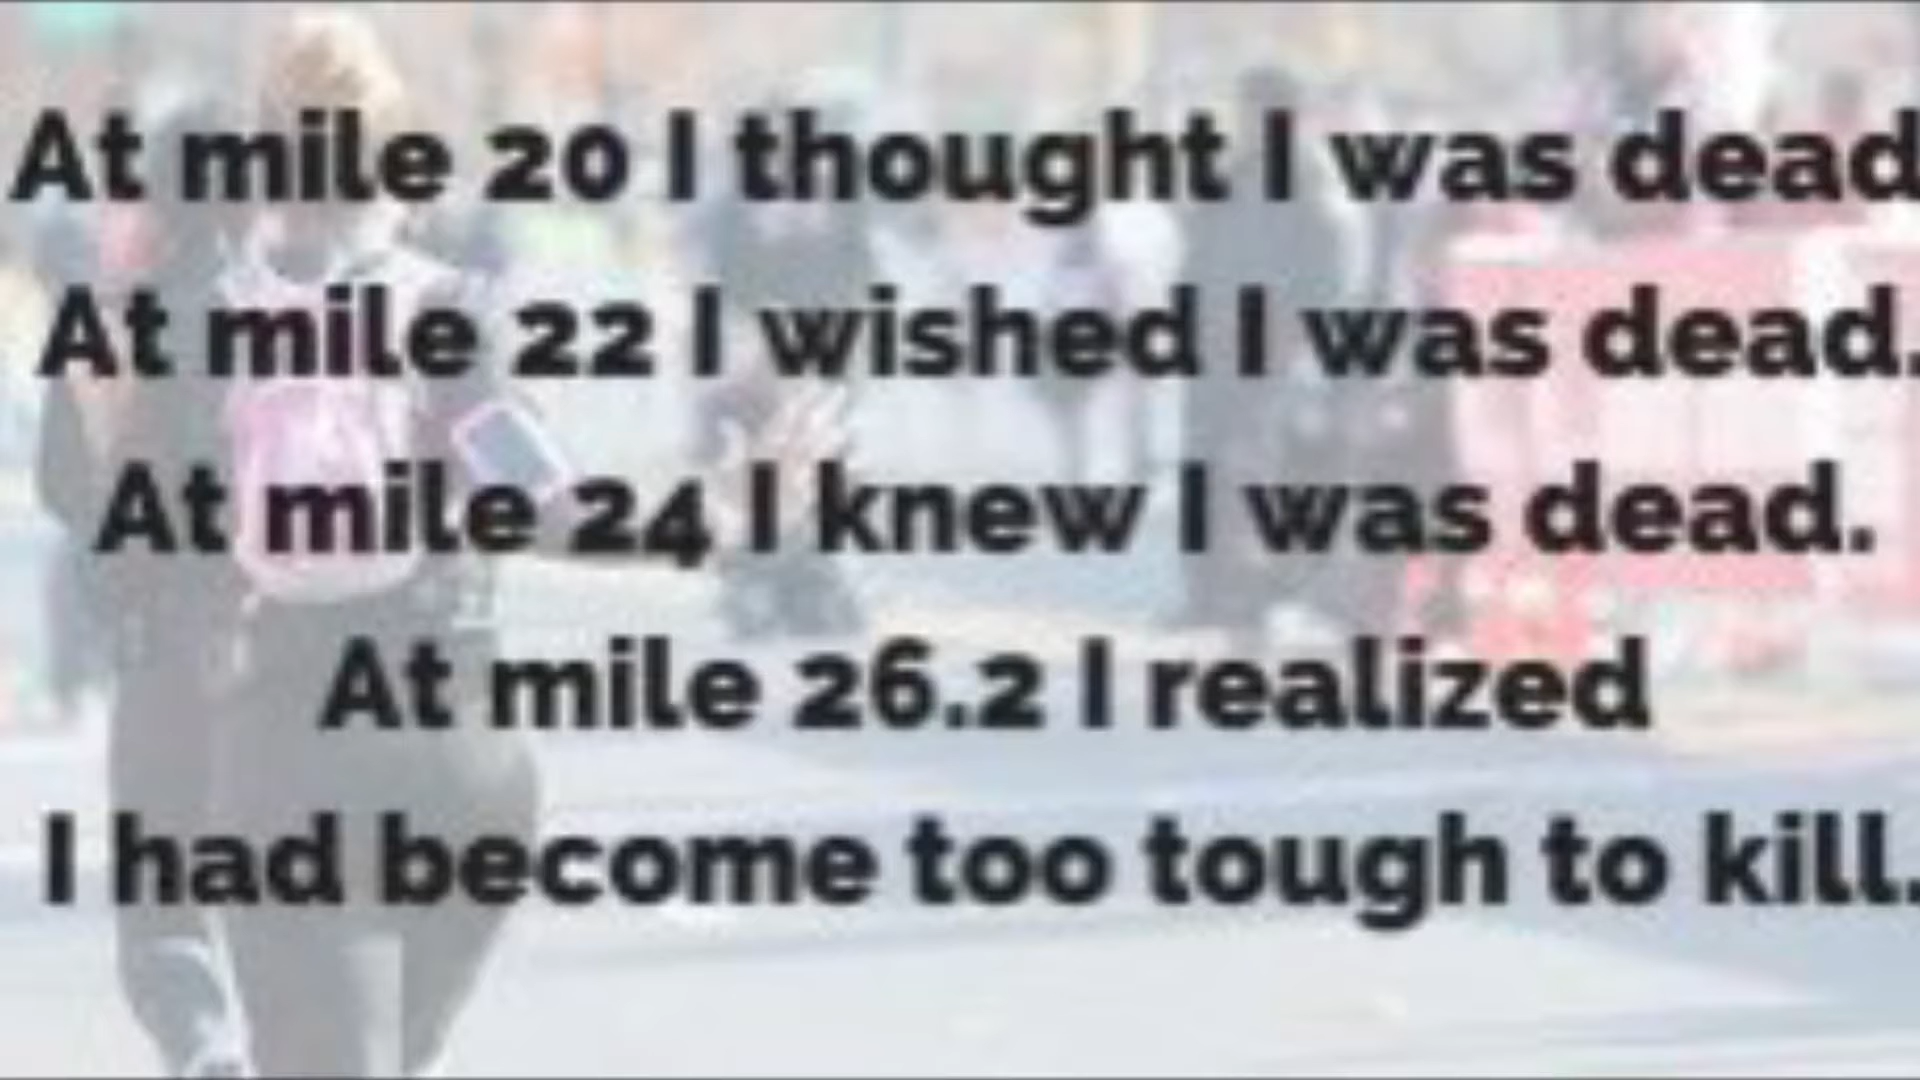 At mile 20 I thought I was dead
At mile 22 I wished I was dead.
At mile 24 I knew I was dead.
At mile 26.2 I realized
I had become too tough to kill.